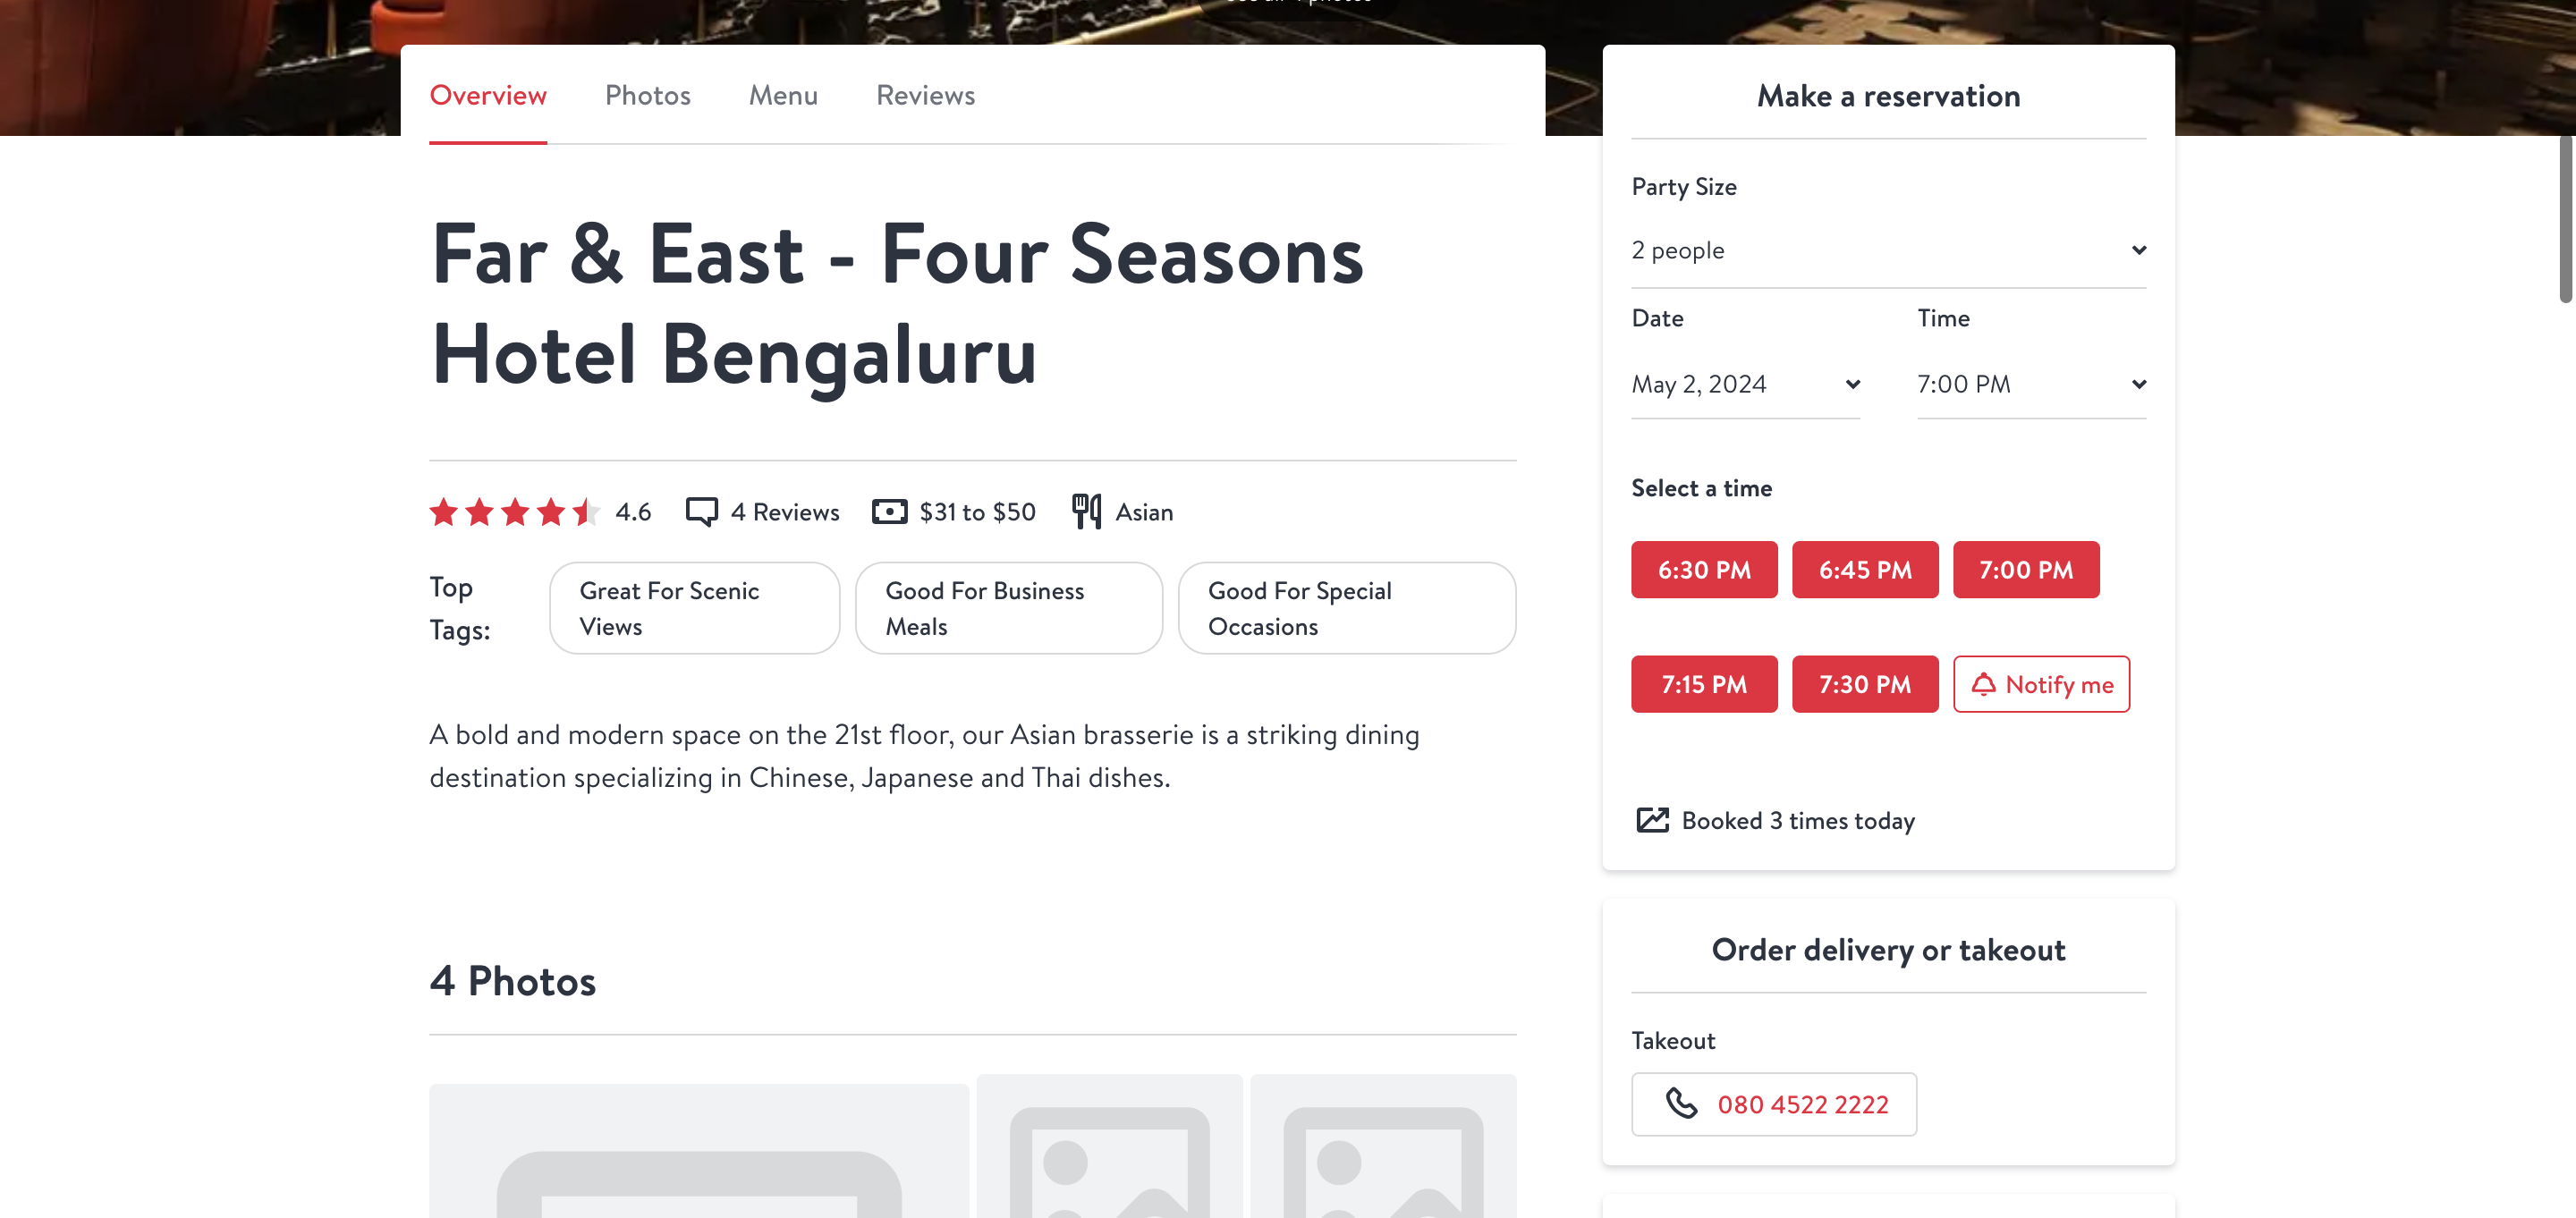 Overview
Photos
Menu
Reviews
Far & East - Four Seasons
Hotel Bengaluru
4.6
4 Reviews
$31 to $50
Asian
Top
Tags:
Great For Scenic
Views
Good For Business
Meals
Good For Special
Occasions
A bold and modern space on the 21st floor, our Asian brasserie is a striking dining
destination specializing in Chinese, Japanese and Thai dishes.
4 Photos
Make a reservation
Party Size
2 people
Date
Time
May 2, 2024
7:00 PM
Select a time
6:30 PM
6:45 PM
7:00 PM
7:15 PM
7:30 PM
Notify me
Booked 3 times today
Order delivery or takeout
Takeout
080 4522 2222